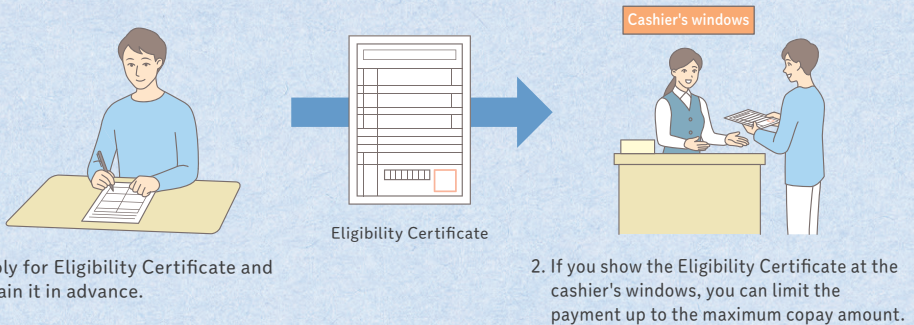 Cashier's windows
Eligibility Certificate
ply for Eligibility Certificate and
ain it in advance.
2. If you show the Eligibility Certificate at the
cashier's windows, you can limit the
payment up to the maximum copay amount.